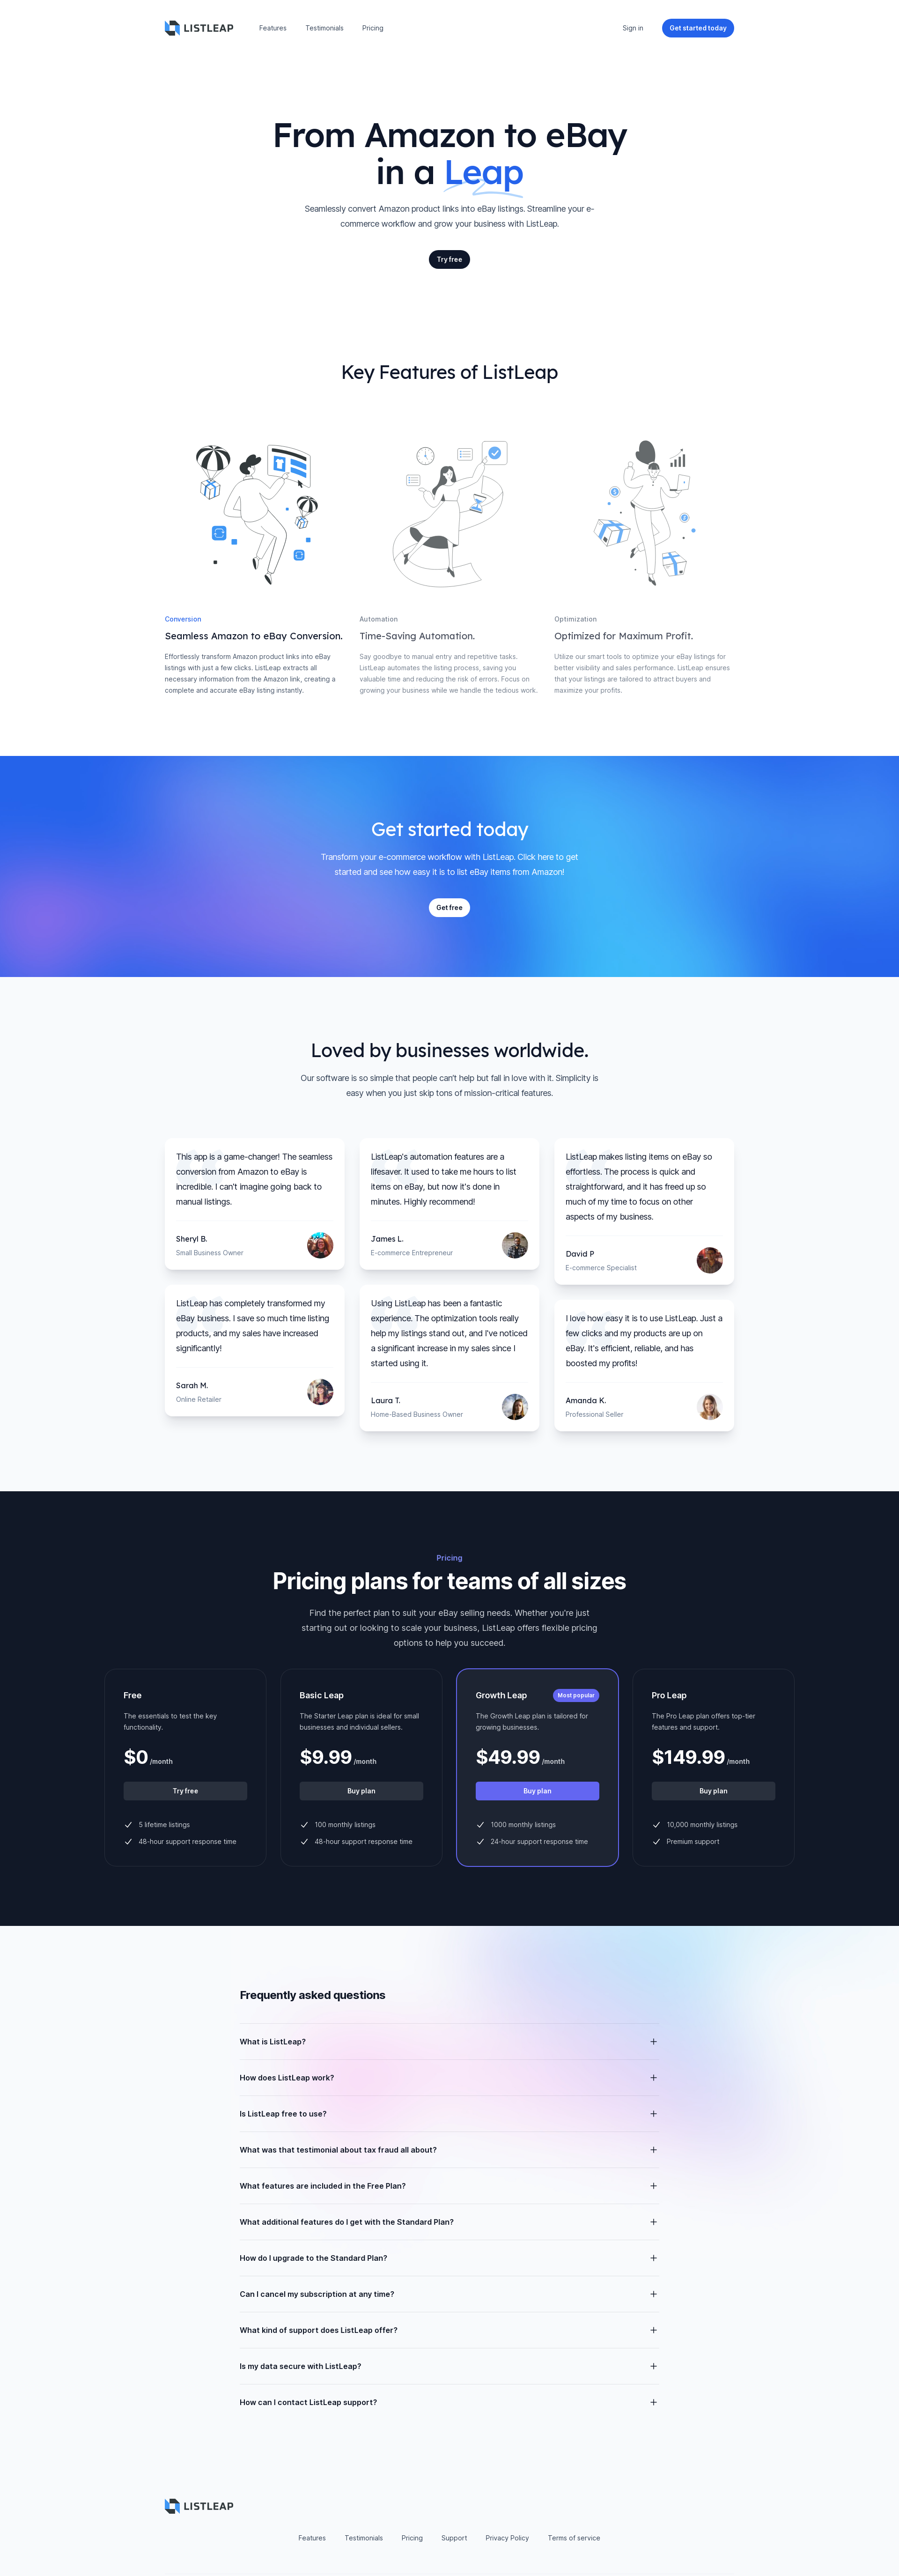 LISTLEAP
Features
Testimonials
Pricing
Sign in
Get started today
From Amazon to eBay
in a Leap
Seamlessly convert Amazon product links into eBay listings. Streamline your e-
commerce workflow and grow your business with ListLeap.
Try free
Key Features of ListLeap
Conversion
Seamless Amazon to eBay Conversion.
Effortlessly transform Amazon product links into eBay
listings with just a few clicks. ListLeap extracts all
necessary information from the Amazon link, creating a
complete and accurate eBay listing instantly.
Automation
Time-Saving Automation.
Say goodbye to manual entry and repetitive tasks.
ListLeap automates the listing process, saving you
valuable time and reducing the risk of errors. Focus on
growing your business while we handle the tedious work.
Optimization
Optimized for Maximum Profit.
Utilize our smart tools to optimize your eBay listings for
better visibility and sales performance. ListLeap ensures
that your listings are tailored to attract buyers and
maximize your profits.
Get started today
Transform your e-commerce workflow with ListLeap. Click here to get
started and see how easy it is to list eBay items from Amazon!
Get free
Loved by businesses worldwide.
Our software is so simple that people can't help but fall in love with it. Simplicity is
easy when you just skip tons of mission-critical features.
This app is a game-changer! The seamless
conversion from Amazon to eBay is
incredible. I can't imagine going back to
manual listings.
Sheryl B.
Small Business Owner
ListLeap has completely transformed my
eBay business. I save so much time listing
products, and my sales have increased
significantly!
Sarah M.
Online Retailer
ListLeap's automation features are a
lifesaver. It used to take me hours to list
items on eBay, but now it's done in
minutes. Highly recommend!
James L.
E-commerce Entrepreneur
Using ListLeap has been a fantastic
experience. The optimization tools really
help my listings stand out, and I've noticed
a significant increase in my sales since I
started using it.
Laura T.
Home-Based Business Owner
ListLeap makes listing items on eBay so
effortless. The process is quick and
straightforward, and it has freed up so
much of my time to focus on other
aspects of my business.
David P
E-commerce Specialist
I love how easy it is to use ListLeap. Just a
few clicks and my products are up on
eBay. It's efficient, reliable, and has
boosted my profits!
Amanda K.
Professional Seller
Pricing
Pricing plans for teams of all sizes
Find the perfect plan to suit your eBay selling needs. Whether you're just
starting out or looking to scale your business, ListLeap offers flexible pricing
options to help you succeed.
Free
The essentials to test the key
functionality.
$0 /month
Try free
5 lifetime listings
48-hour support response time
Basic Leap
The Starter Leap plan is ideal for small
businesses and individual sellers.
$9.99 /month
Buy plan
100 monthly listings
48-hour support response time
Growth Leap
Most popular
The Growth Leap plan is tailored for
growing businesses.
$49.99 /month
Buy plan
1000 monthly listings
24-hour support response time
Pro Leap
The Pro Leap plan offers top-tier
features and support.
$149.99 /month
Buy plan
10,000 monthly listings
Premium support
Frequently asked questions
What is ListLeap?
How does ListLeap work?
Is ListLeap free to use?
What was that testimonial about tax fraud all about?
What features are included in the Free Plan?
What additional features do I get with the Standard Plan?
How do I upgrade to the Standard Plan?
Can I cancel my subscription at any time?
What kind of support does ListLeap offer?
Is my data secure with ListLeap?
How can I contact ListLeap support?
LISTLEAP
Features
Testimonials
Pricing
Support
Privacy Policy
Terms of service